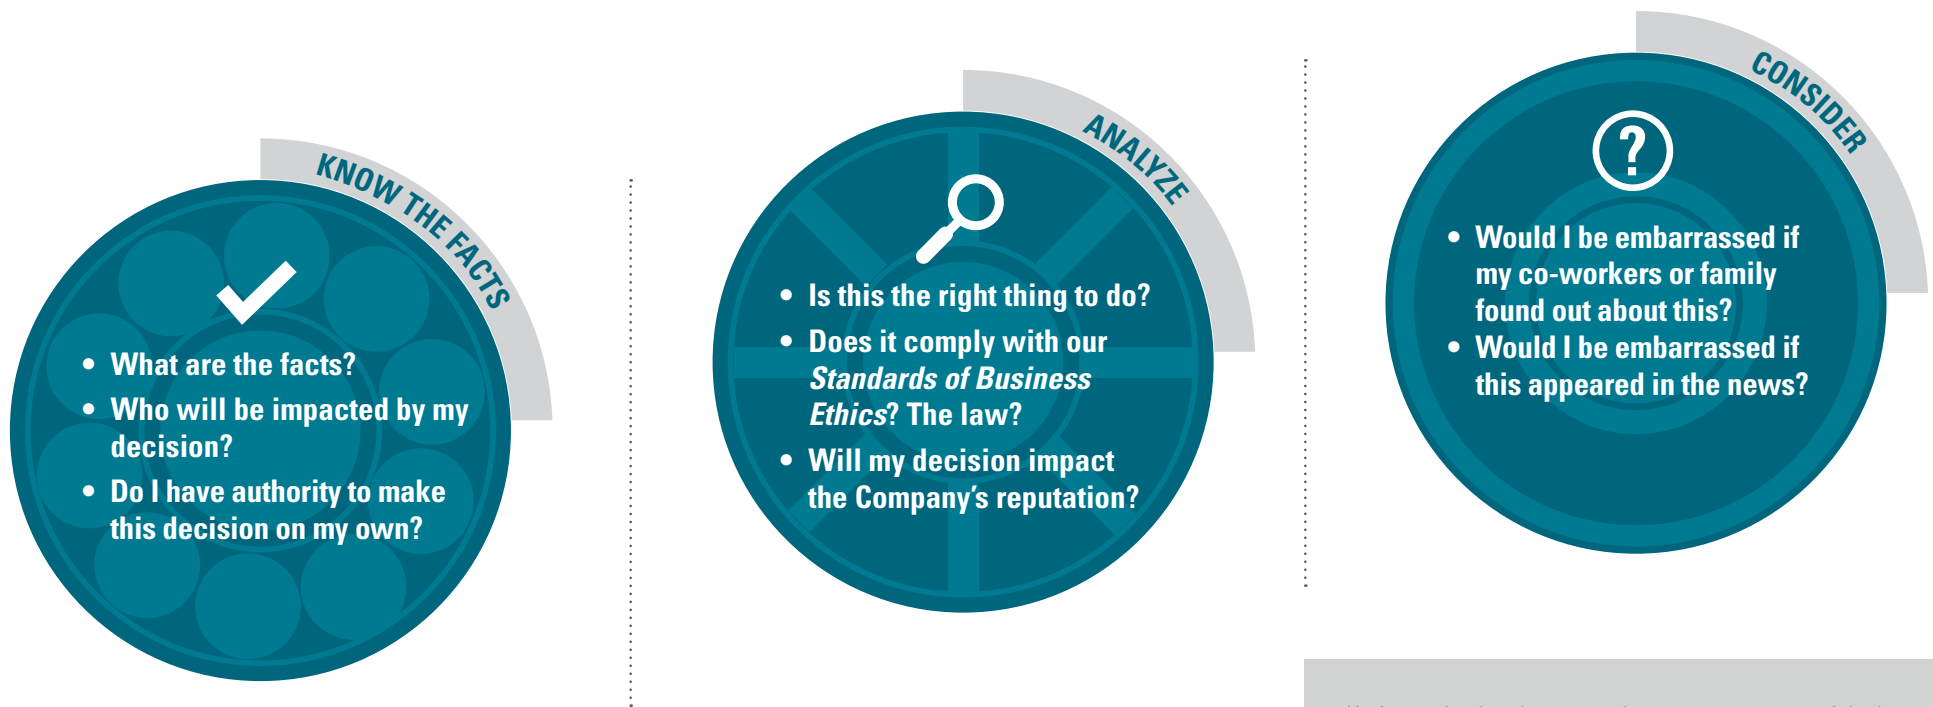 KNOW THE FACTS
• What are the facts?
• Who will be impacted by my
decision?
• Do I have authority to make
this decision on my own?
ANALYZE
• Is this the right thing to do?
• Does it comply with our
Standards of Business
Ethics? The law?
• Will my decision impact
the Company's reputation?
CONSIDER
?
• Would I be embarrassed if
my co-workers or family
found out about this?
• Would I be embarrassed if
this appeared in the news?